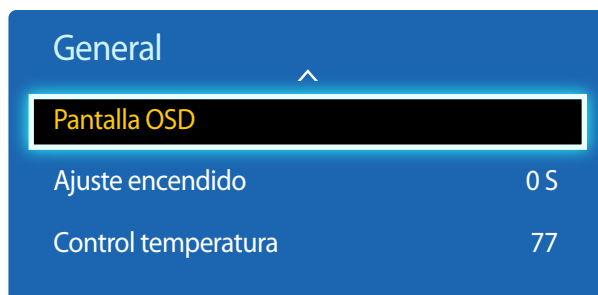 General
Pantalla OSD
Ajuste encendido 0 S
Control temperatura 77